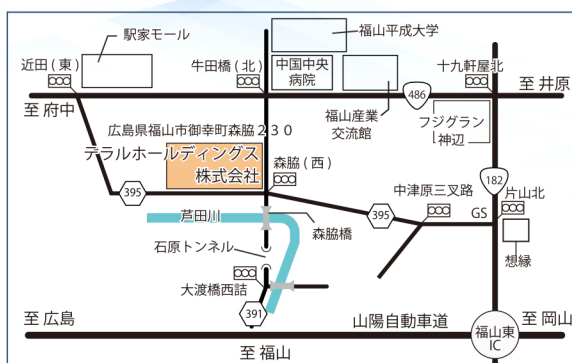 駅家モール
福山平成大学
近田(東)
牛田橋(北)
中国中央
病院
十九軒屋北
至 井原
至 府中
486
福山産業
交流館
フジグラン
神辺
広島県福山市御幸町森脇230
テラルホールディングス
株式会社
森脇(西)
182
中津原三叉路
片山北
395
395
GS
芦田川
森脇橋
想縁
石原トンネル
大渡橋西詰
391
至 広島
山陽自動車道
福山東
IC
至 岡山
至 福山